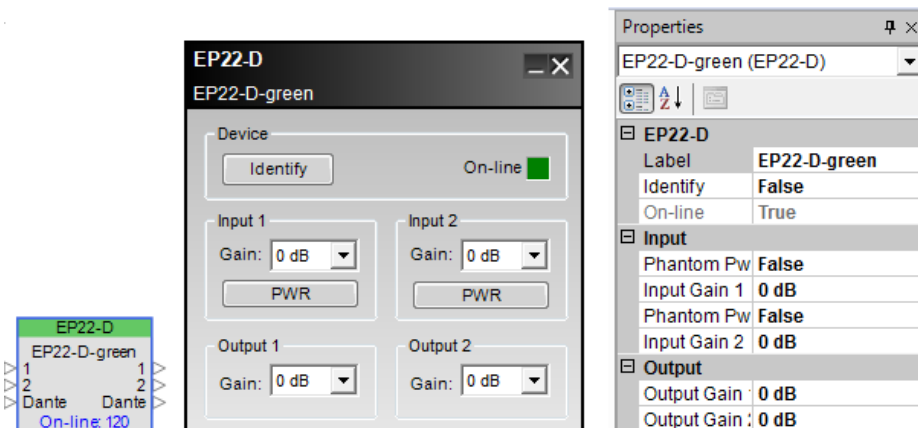 EP22-D
EP22-D-green
1 1
2 2
Dante Dante
On-line: 120
EP22-D
EP22-D-green
Device
Identify
On-line
Input 1
Gain: 0 dB
PWR
Input 2
Gain: 0 dB
PWR
Output 1
Gain: 0 dB
Output 2
Gain: 0 dB
Properties
EP22-D-green (EP22-D)
EP22-D
Label EP22-D-green
Identify False
On-line True
Input
Phantom Pw False
Input Gain 1 0 dB
Phantom Pw False
Input Gain 2 0 dB
Output
Output Gain 0 dB
Output Gain 0 dB